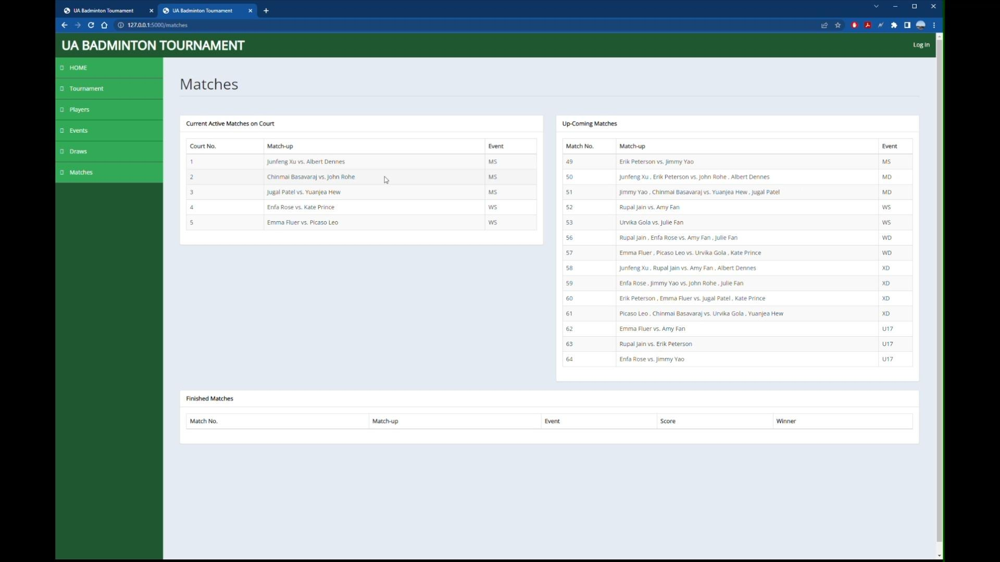 UA Badminton Tournament
UA Badminton Tournament
127.0.0.1:5000/matches
UA BADMINTON TOURNAMENT
Log In
HOME
Tournament
Players
Events
Draws
Matches
Matches
Current Active Matches on Court
Court No. Match-up Event
1 Junfeng Xu vs. Albert Dennes MS
2 Chinmai Basavaraj vs. John Rohe MS
3 Jugal Patel vs. Yuanjea Hew MS
4 Enfa Rose vs. Kate Prince WS
5 Emma Fluer vs. Picaso Leo WS
Up-Coming Matches
Match No. Match-up Event
49 Erik Peterson vs. Jimmy Yao MS
50 Junfeng Xu , Erik Peterson vs. John Rohe , Albert Dennes MD
51 Jimmy Yao , Chinmai Basavaraj vs. Yuanjea Hew , Jugal Patel MD
52 Rupal Jain vs. Amy Fan WS
53 Urvika Gola vs. Julie Fan WS
56 Rupal Jain , Enfa Rose vs. Amy Fan , Julie Fan WD
57 Emma Fluer , Picaso Leo vs. Urvika Gola , Kate Prince WD
58 Junfeng Xu , Rupal Jain vs. Amy Fan , Albert Dennes XD
59 Enfa Rose , Jimmy Yao vs. John Rohe , Julie Fan XD
60 Erik Peterson , Emma Fluer vs. Jugal Patel , Kate Prince XD
61 Picaso Leo , Chinmai Basavaraj vs. Urvika Gola , Yuanjea Hew XD
62 Emma Fluer vs. Amy Fan U17
63 Rupal Jain vs. Erik Peterson U17
64 Enfa Rose vs. Jimmy Yao U17
Finished Matches
Match No. Match-up Event Score Winner